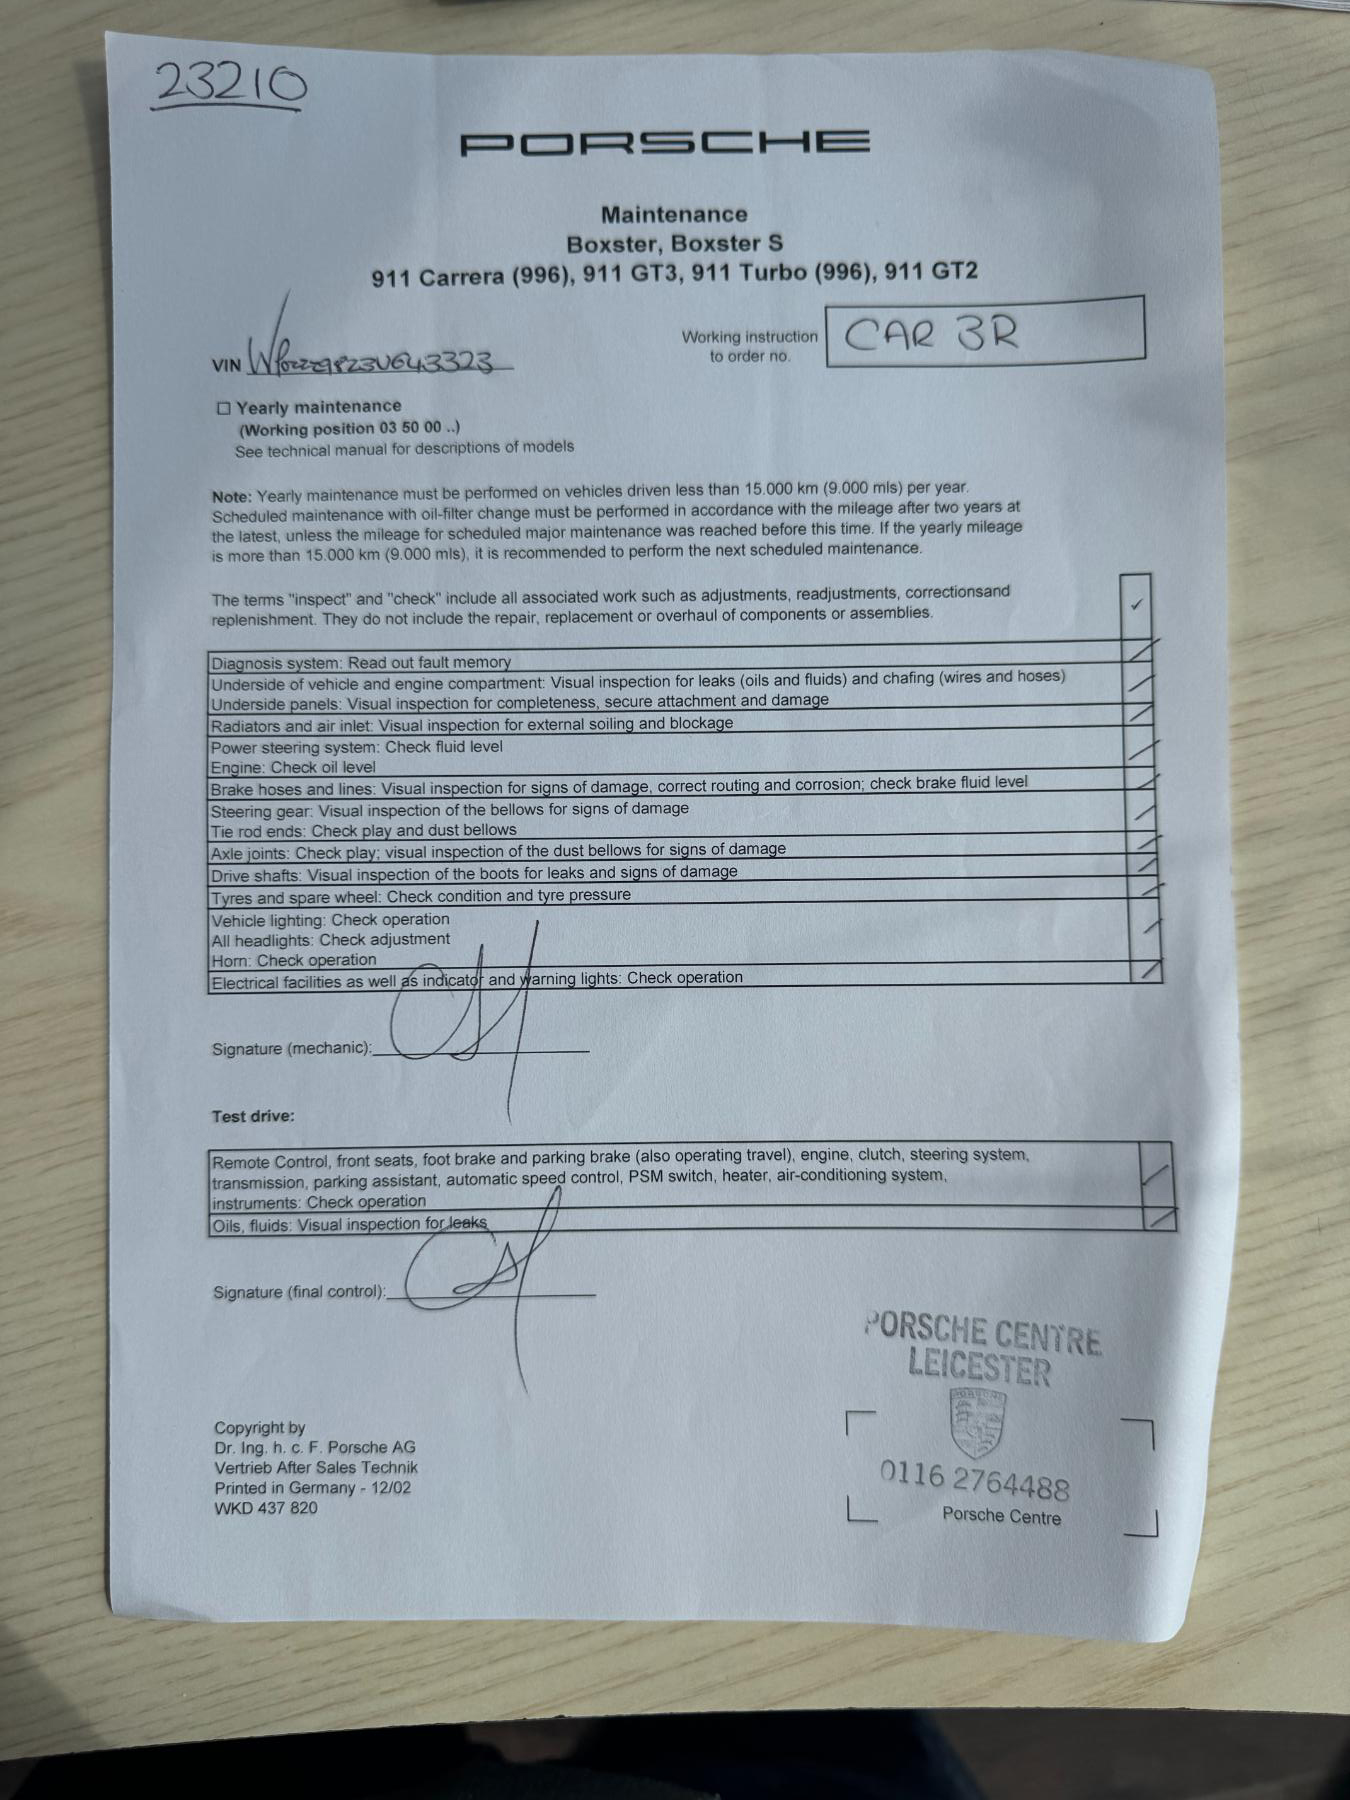 23210
PORSCHE
Maintenance
Boxster, Boxster S
911 Carrera (996), 911 GT3, 911 Turbo (996), 911 GT2
VIN WP0ZZZ98Z3U643323
Working instruction
to order no.
CAR 3R
Yearly maintenance
(Working position 03 50 00 ..)
See technical manual for descriptions of models
Note: Yearly maintenance must be performed on vehicles driven less than 15.000 km (9.000 mls) per year.
Scheduled maintenance with oil-filter change must be performed in accordance with the mileage after two years at
the latest, unless the mileage for scheduled major maintenance was reached before this time. If the yearly mileage
is more than 15.000 km (9.000 mls), it is recommended to perform the next scheduled maintenance.
The terms "inspect" and "check" include all associated work such as adjustments, readjustments, correctionsand
replenishment. They do not include the repair, replacement or overhaul of components or assemblies.
✓
Diagnosis system: Read out fault memory
Underside of vehicle and engine compartment: Visual inspection for leaks (oils and fluids) and chafing (wires and hoses)
Underside panels: Visual inspection for completeness, secure attachment and damage
Radiators and air inlet: Visual inspection for external soiling and blockage
Power steering system: Check fluid level
Engine: Check oil level
Brake hoses and lines: Visual inspection for signs of damage, correct routing and corrosion; check brake fluid level
Steering gear: Visual inspection of the bellows for signs of damage
Tie rod ends: Check play and dust bellows
Axle joints: Check play; visual inspection of the dust bellows for signs of damage
Drive shafts: Visual inspection of the boots for leaks and signs of damage
Tyres and spare wheel: Check condition and tyre pressure
Vehicle lighting: Check operation
All headlights: Check adjustment
Horn: Check operation
Electrical facilities as well as indicator and warning lights: Check operation
Signature (mechanic):
Test drive:
Remote Control, front seats, foot brake and parking brake (also operating travel), engine, clutch, steering system,
transmission, parking assistant, automatic speed control, PSM switch, heater, air-conditioning system,
instruments: Check operation
Oils, fluids: Visual inspection for leaks
Signature (final control):
PORSCHE CENTRE
LEICESTER
0116 2764488
Porsche Centre
Copyright by
Dr. Ing. h. c. F. Porsche AG
Vertrieb After Sales Technik
Printed in Germany - 12/02
WKD 437 820